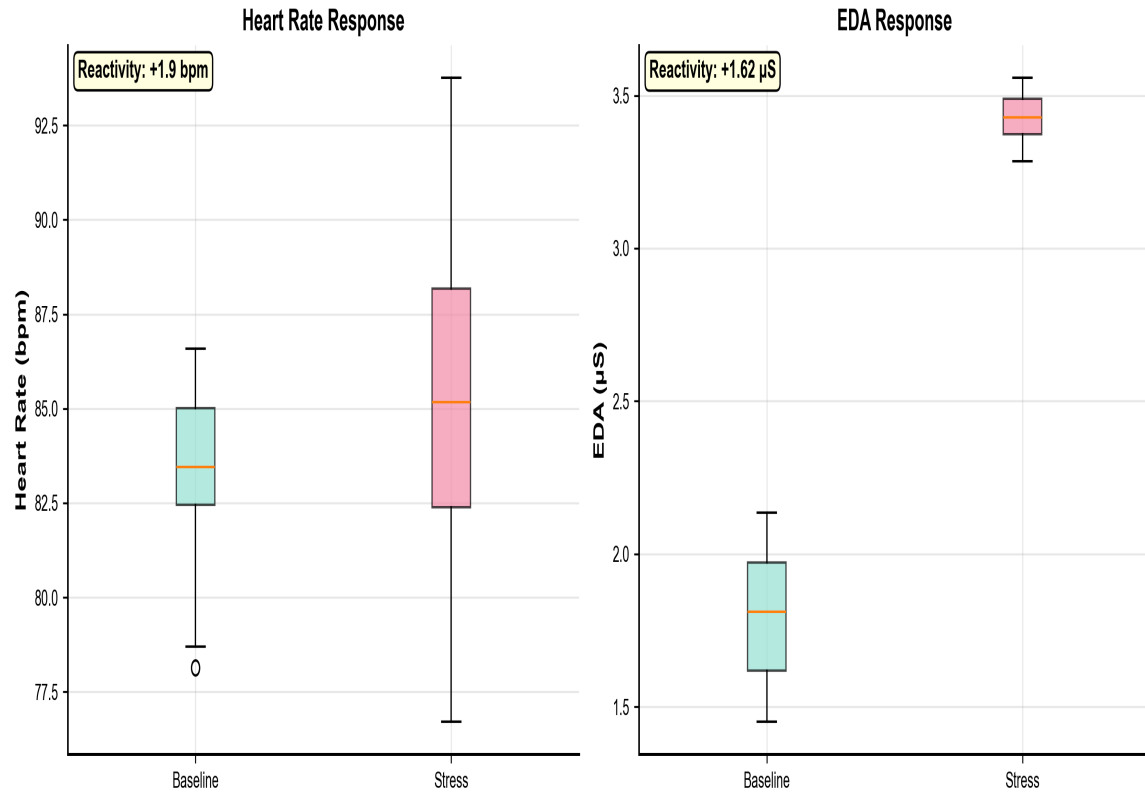 Heart Rate Response
Reactivity: +1.9 bpm
Heart Rate (bpm)
92.5
90.0
87.5
85.0
82.5
80.0
77.5
Baseline
Stress
EDA Response
Reactivity: +1.62 µS
EDA (µS)
3.5
3.0
2.5
2.0
1.5
Baseline
Stress